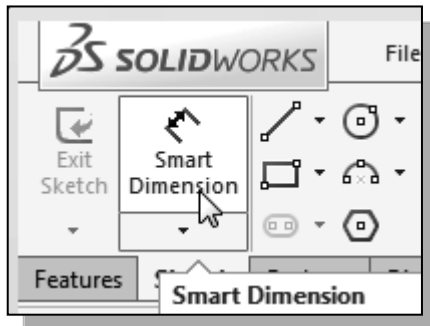 SOLIDWORKS
File
Exit
Sketch
Smart
Dimension
Features
Smart Dimension